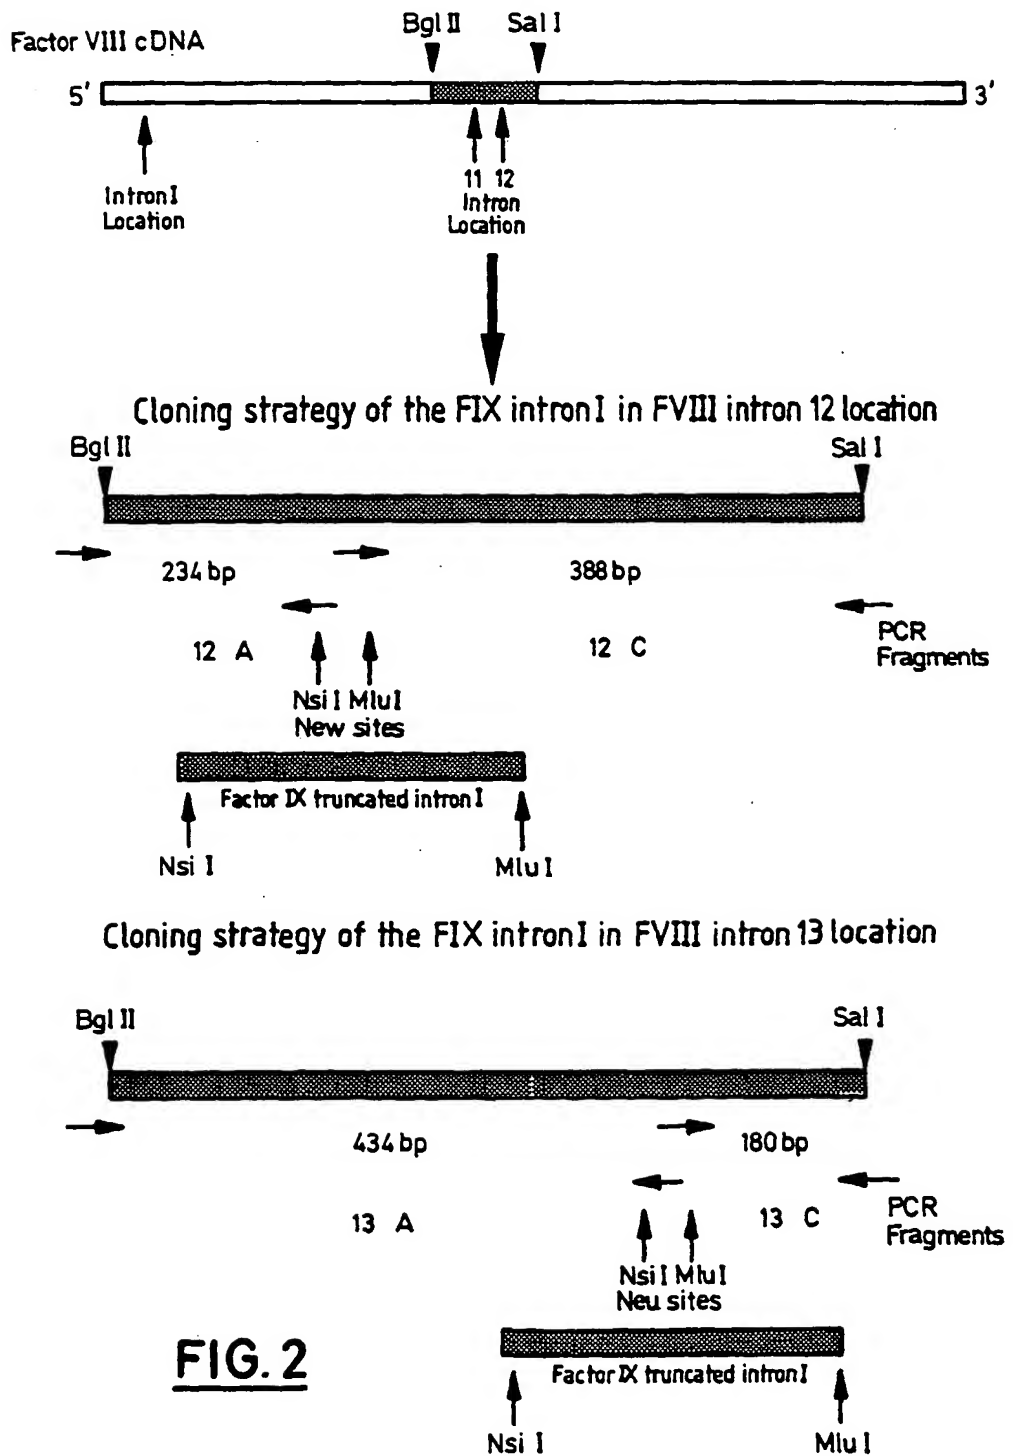 Bgl II Sal I
Factor VIII cDNA
5' 3'
11 12
Intron I
Location
Intron
Location
Cloning strategy of the FIX intron I in FVIII intron 12 location
Bgl II Sal I
234 bp 388 bp
12 A 12 C
PCR
Fragments
Nsi I Mlu I
New sites
Factor IX truncated intron I
Nsi I Mlu I
Cloning strategy of the FIX intron I in FVIII intron 13 location
Bgl II Sal I
434 bp 180 bp
13 A 13 C
PCR
Fragments
Nsi I Mlu I
Neu sites
Factor IX truncated intron I
FIG. 2
Nsi I Mlu I